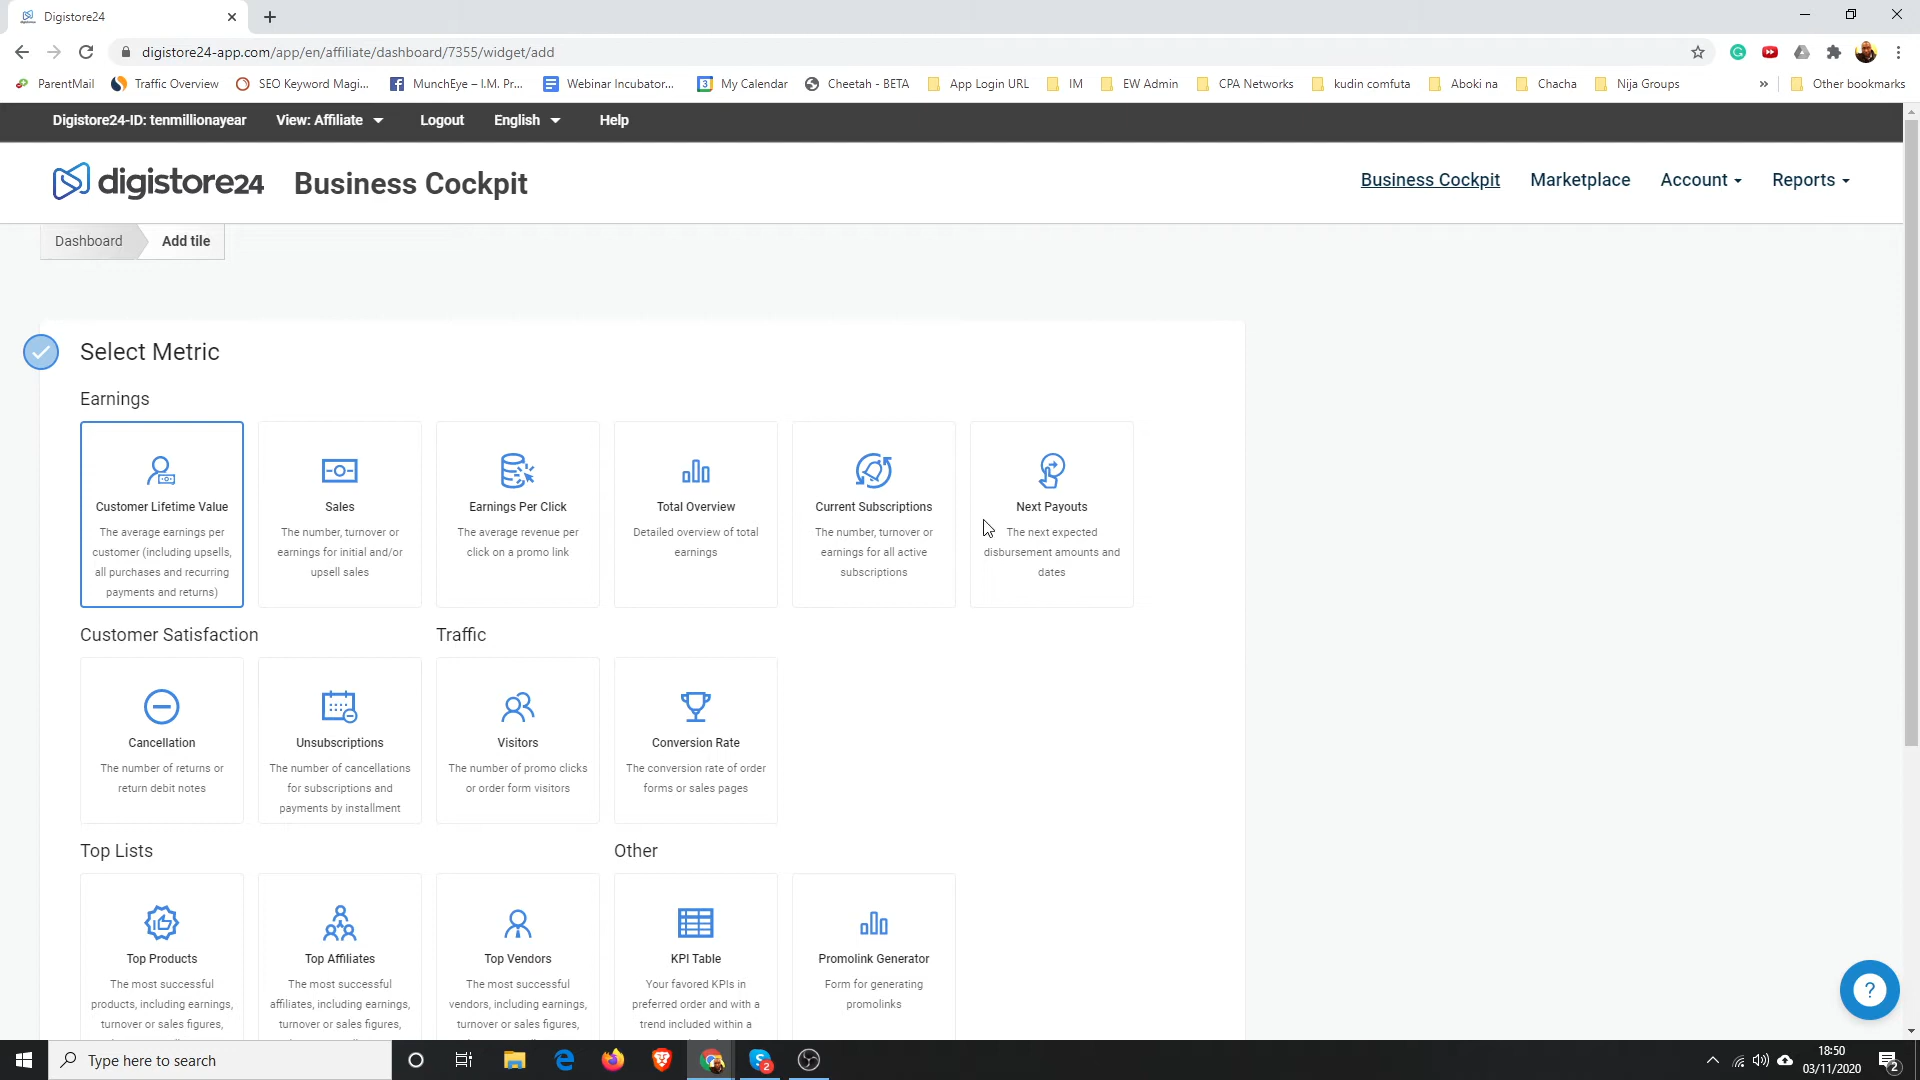 Digistore24
digistore24-app.com/app/en/affiliate/dashboard/7355/widget/add
ParentMail
Traffic Overview
SEO Keyword Magi...
MunchEye – I.M. Pr...
Webinar Incubator...
3
My Calendar
Cheetah - BETA
App Login URL
IM
EW Admin
CPA Networks
kudin comfuta
Aboki na
Chacha
Nija Groups
»
Other bookmarks
Digistore24-ID: tenmillionayear
View: Affiliate
Logout
English
Help
digistore24
Business Cockpit
Business Cockpit
Marketplace
Account
Reports
Dashboard
Add tile
Select Metric
Earnings
Customer Lifetime Value
The average earnings per
customer (including upsells,
all purchases and recurring
payments and returns)
Sales
The number, turnover or
earnings for initial and/or
upsell sales
Earnings Per Click
The average revenue per
click on a promo link
Total Overview
Detailed overview of total
earnings
Current Subscriptions
The number, turnover or
earnings for all active
subscriptions
Next Payouts
The next expected
disbursement amounts and
dates
Customer Satisfaction
Traffic
Cancellation
The number of returns or
return debit notes
Unsubscriptions
The number of cancellations
for subscriptions and
payments by installment
Visitors
The number of promo clicks
or order form visitors
Conversion Rate
The conversion rate of order
forms or sales pages
Top Lists
Other
Top Products
The most successful
products, including earnings,
turnover or sales figures,
Top Affiliates
The most successful
affiliates, including earnings,
turnover or sales figures,
Top Vendors
The most successful
vendors, including earnings,
turnover or sales figures,
KPI Table
Your favored KPIs in
preferred order and with a
trend included within a
Promolink Generator
Form for generating
promolinks
?
Type here to search
2
18:50
03/11/2020
2